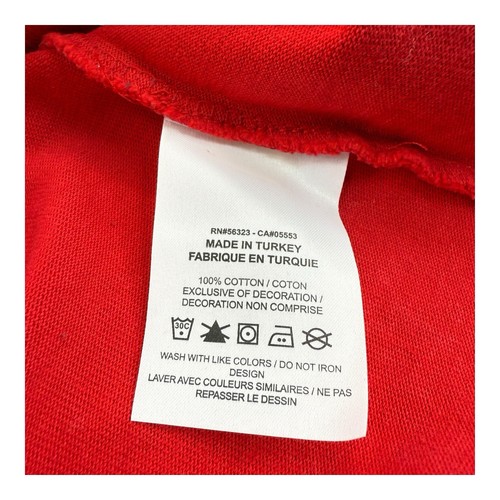 RN#56323 - CA#05553
MADE IN TURKEY
FABRIQUE EN TURQUIE
100% COTTON / COTON
EXCLUSIVE OF DECORATION /
DECORATION NON COMPRISE
30C
WASH WITH LIKE COLORS / DO NOT IRON
DESIGN
LAVER AVEC COULEURS SIMILAIRES / NE PAS
REPASSER LE DESSIN